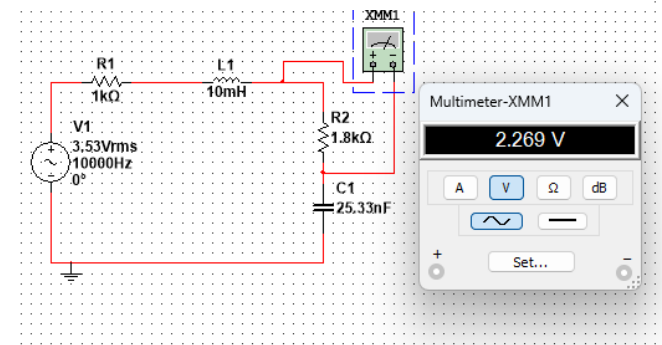 XMM1
R1
1kΩ
L1
10mH
R2
1.8kΩ
V1
3.53Vrms
10000Hz
0°
C1
25.33nF
Multimeter-XMM1
2.269 V
A V Ω dB
Set...